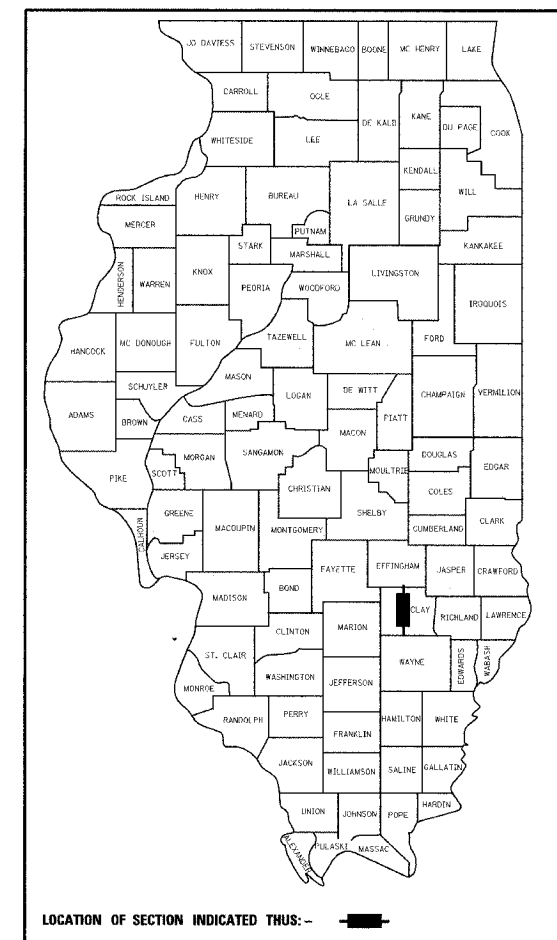 JO DAVIESS STEVENSON WINNEBAGO BOONE MC HENRY LAKE
CARROLL OGLE DE KALB KANE DU PAGE COOK
WHITESIDE LEE KENDALL WILL
ROCK ISLAND HENRY BUREAU LA SALLE GRUNDY
MERCER PUTNAM KANKAKEE
STARK MARSHALL
HENDERSON WARREN KNOX PEORIA WOODFORD LIVINGSTON IROQUOIS
HANCOCK MC DONOUGH FULTON TAZEWELL MC LEAN FORD
SCHUYLER MASON DE WITT CHAMPAIGN VERMILION
ADAMS BROWN CASS MENARD LOGAN MACON PIATT
PIKE SCOTT MORGAN SANGAMON DOUGLAS EDGAR
CHRISTIAN MOULTRIE COLES
CALHOUN GREENE MACOUPIN MONTGOMERY SHELBY CUMBERLAND CLARK
JERSEY FAYETTE EFFINGHAM JASPER CRAWFORD
MADISON BOND CLAY RICHLAND LAWRENCE
CLINTON MARION
ST. CLAIR WAYNE EDWARDS WABASH
MONROE WASHINGTON JEFFERSON
RANDOLPH PERRY HAMILTON WHITE
FRANKLIN
JACKSON WILLIAMSON SALINE GALLATIN
UNION JOHNSON POPE HARDIN
ALEXANDER PULASKI MASSAC
LOCATION OF SECTION INDICATED THUS: -